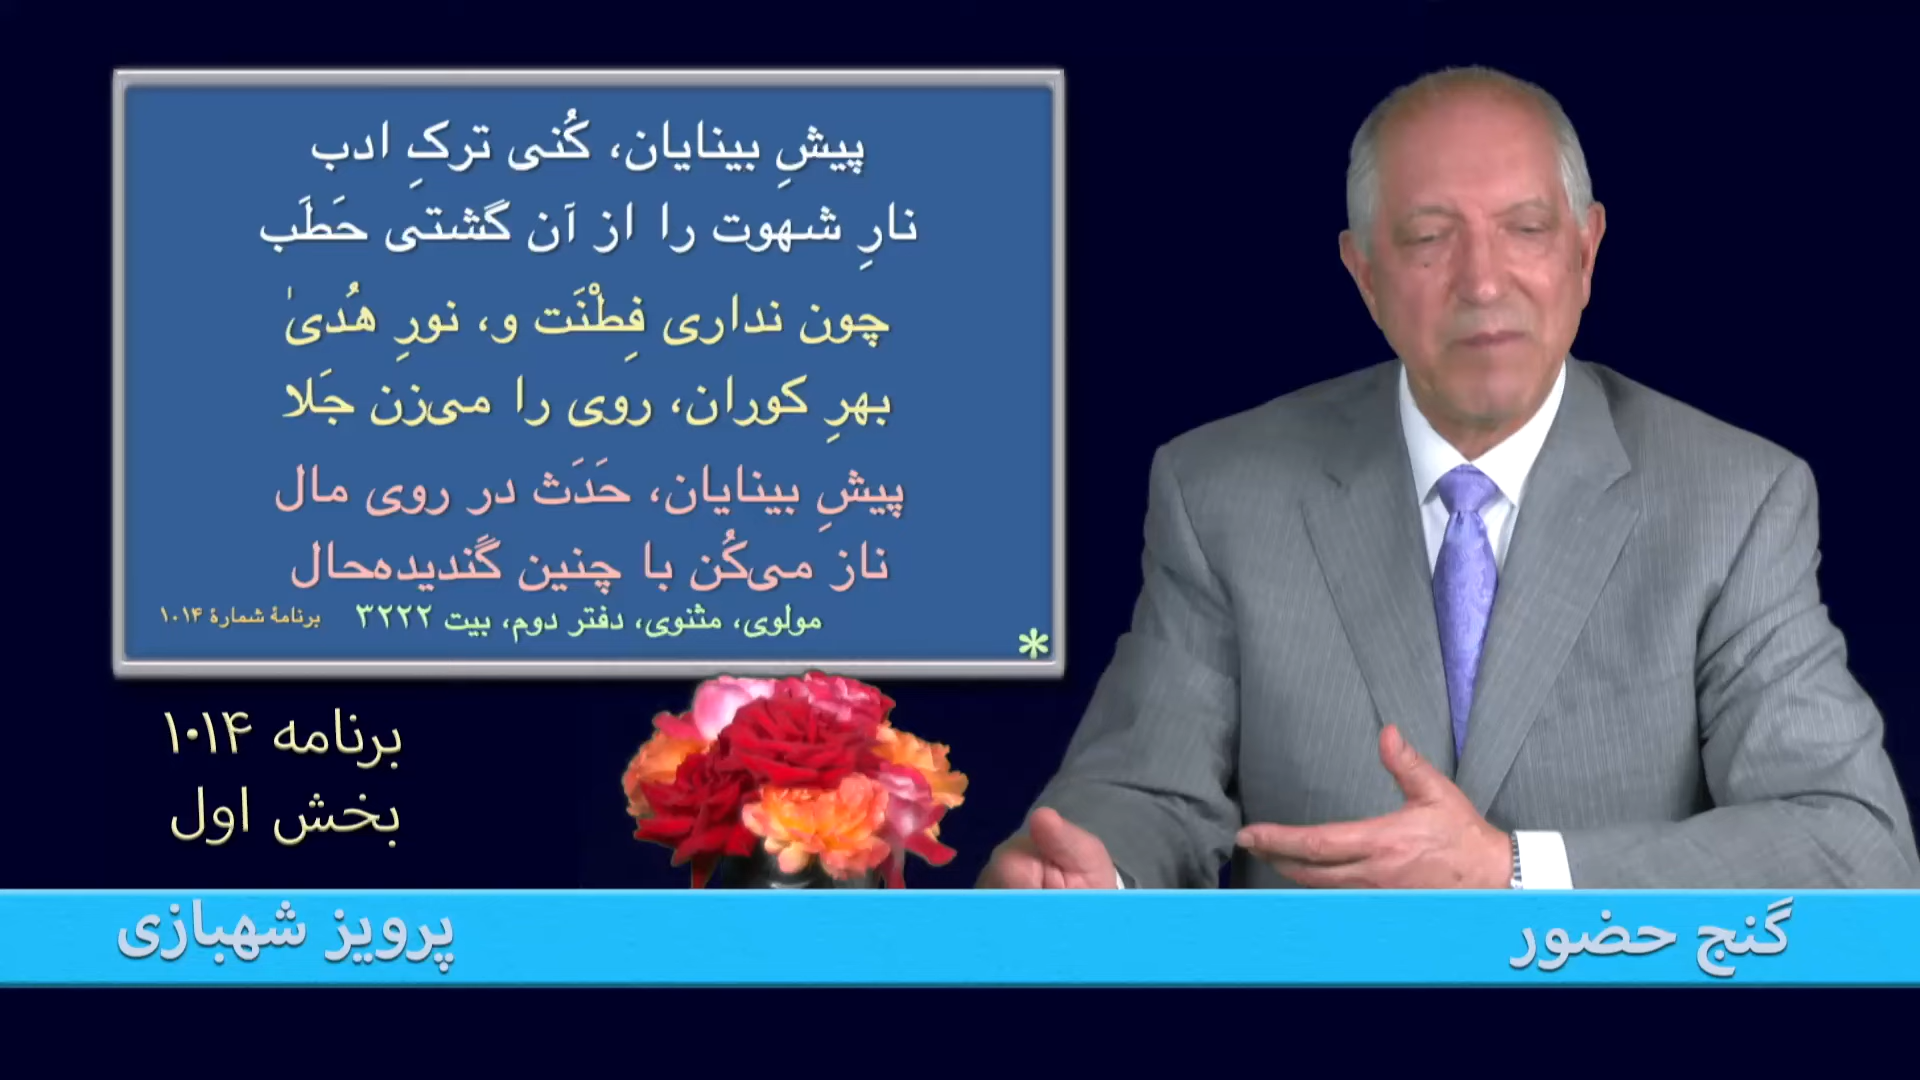 پیشِ بینایان، کُنی ترکِ ادب
نارِ شهوت را از آن گشتی حَطَب
چون نداری فِطْنَت و، نورِ هُدیٰ
بهرِ کوران، روی را می‌زن جَلا
پیشِ بینایان، حَدَث در روی مال
ناز می‌کُن با چنین گَندیده‌حال
مولوی، مثنوی، دفتر دوم، بیت ۳۲۲۲
برنامهٔ شمارهٔ ۱۰۱۴
*
برنامه ۱۰۱۴
بخش اول
گنج حضور
پرویز شهبازی